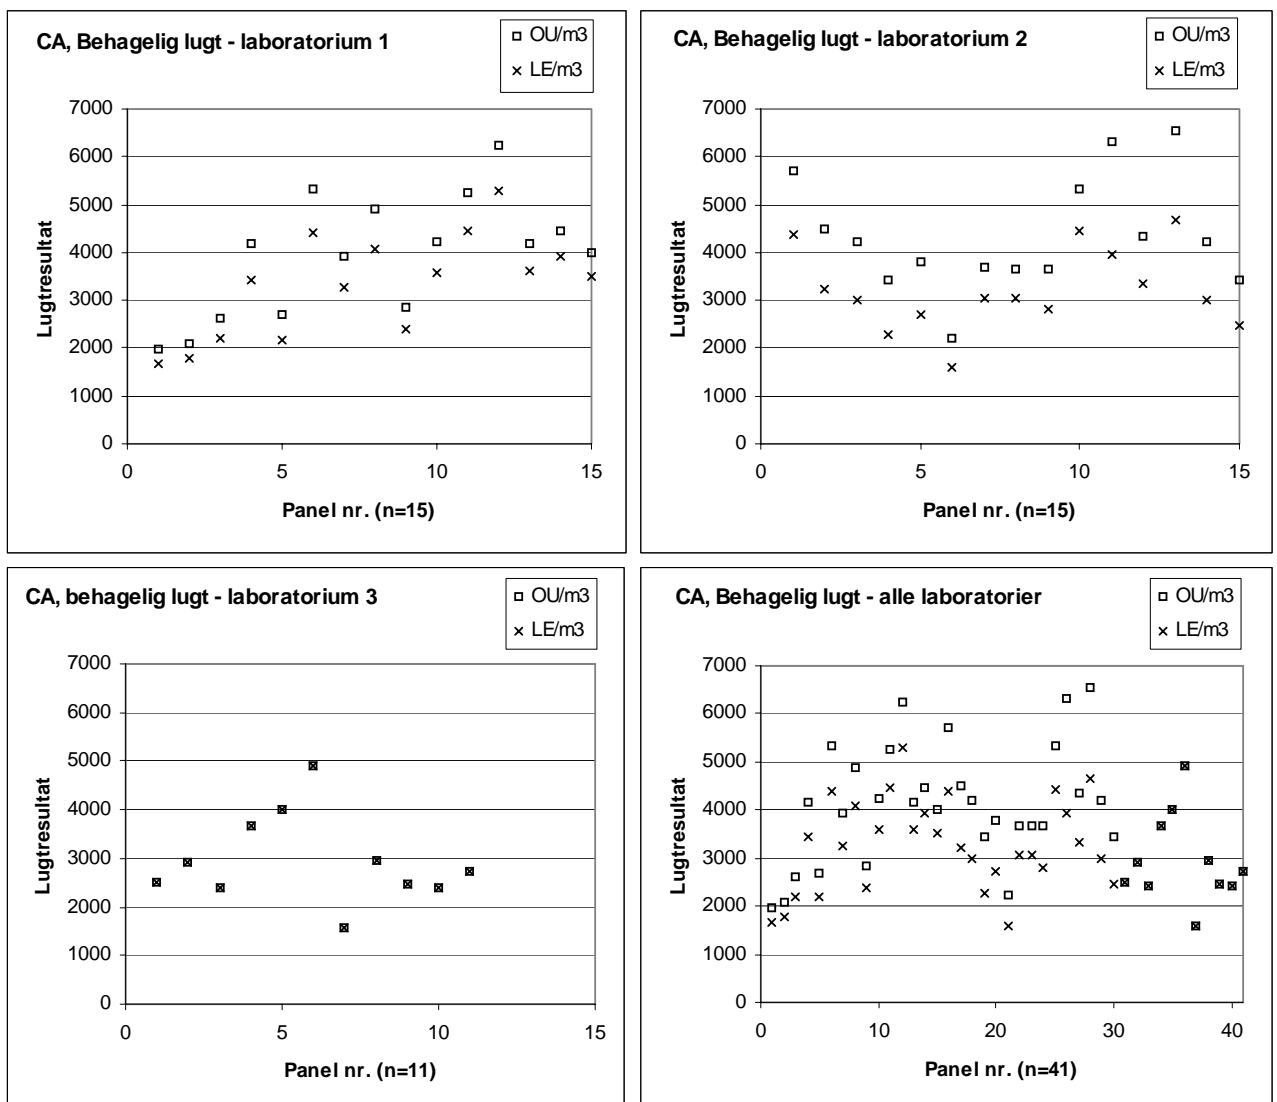 CA, Behagelig lugt - laboratorium 1
OU/m3
LE/m3
Lugtresultat
7000
6000
5000
4000
3000
2000
1000
0
0 5 10 15
Panel nr. (n=15)
CA, Behagelig lugt - laboratorium 2
OU/m3
LE/m3
Lugtresultat
7000
6000
5000
4000
3000
2000
1000
0
0 5 10 15
Panel nr. (n=15)
CA, behagelig lugt - laboratorium 3
OU/m3
LE/m3
Lugtresultat
7000
6000
5000
4000
3000
2000
1000
0
0 5 10 15
Panel nr. (n=11)
CA, Behagelig lugt - alle laboratorier
OU/m3
LE/m3
Lugtresultat
7000
6000
5000
4000
3000
2000
1000
0
0 10 20 30 40
Panel nr. (n=41)